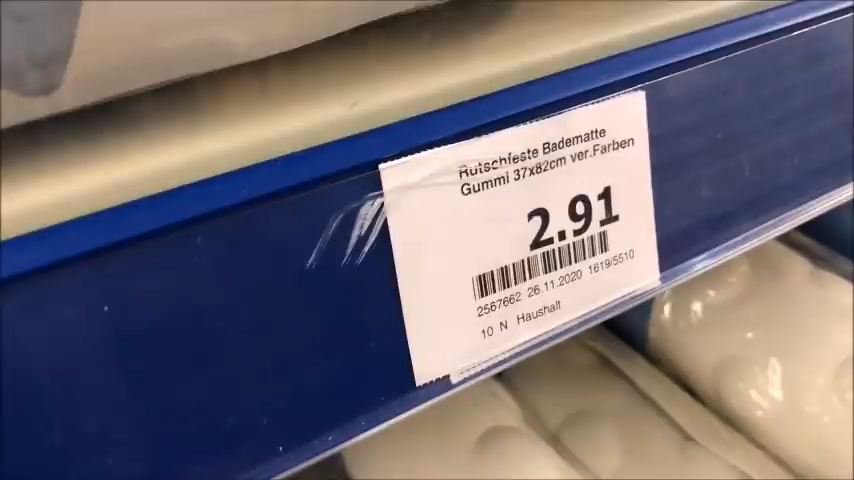 Rutschfeste Badematte
Gummi 37x82cm ver.Farben
2.91
2567662 26.11.2020 1619/5510
10 N Haushalt